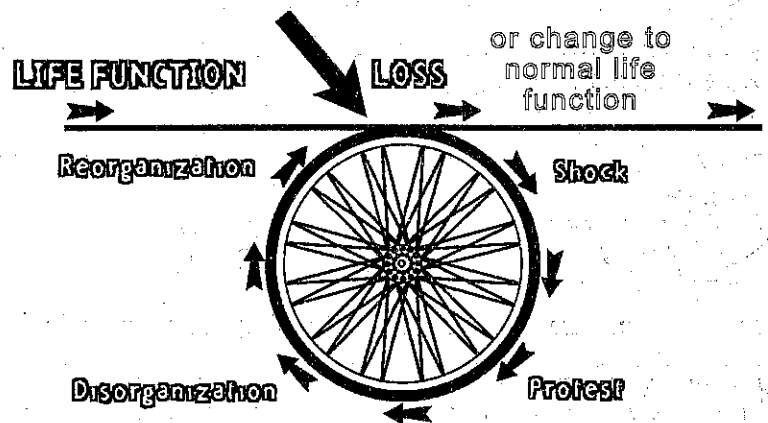 or change to
LIFE FUNCTION LOSS normal life
function
Reorganization Shock
Disorganization Protest